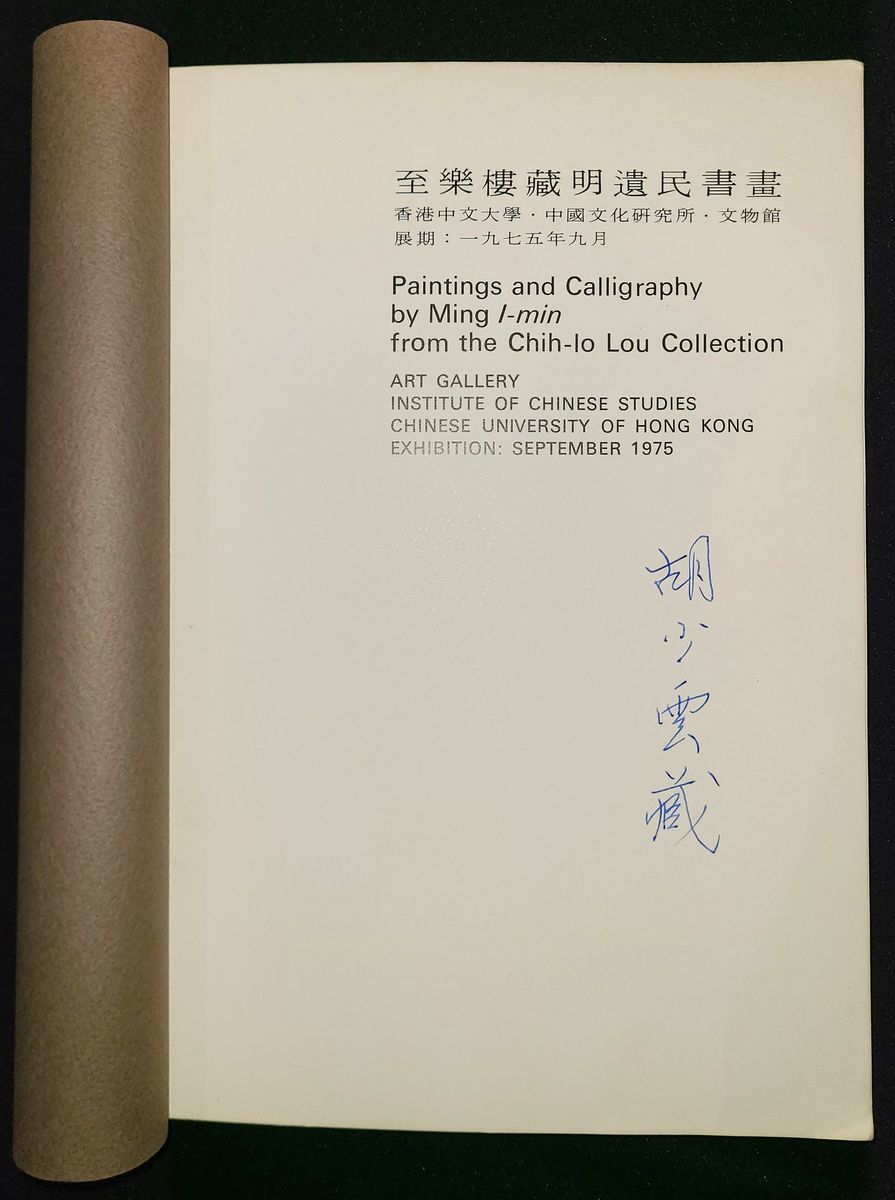 至樂樓藏明遺民書畫
香港中文大學・中國文化研究所・文物館
展期：一九七五年九月
Paintings and Calligraphy
by Ming I-min
from the Chih-lo Lou Collection
ART GALLERY
INSTITUTE OF CHINESE STUDIES
CHINESE UNIVERSITY OF HONG KONG
EXHIBITION: SEPTEMBER 1975
胡少雲藏